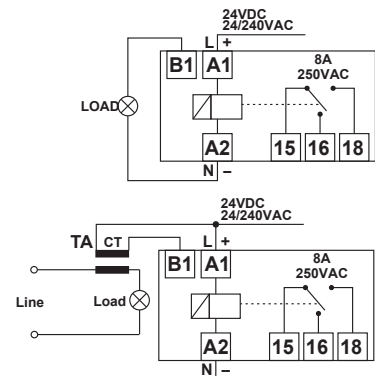 24VDC
24/240VAC
L +
B1 A1
8A
250VAC
LOAD
A2
15 16 18
N –
24VDC
24/240VAC
TA CT
L +
B1 A1
8A
250VAC
Line
Load
A2
15 16 18
N –